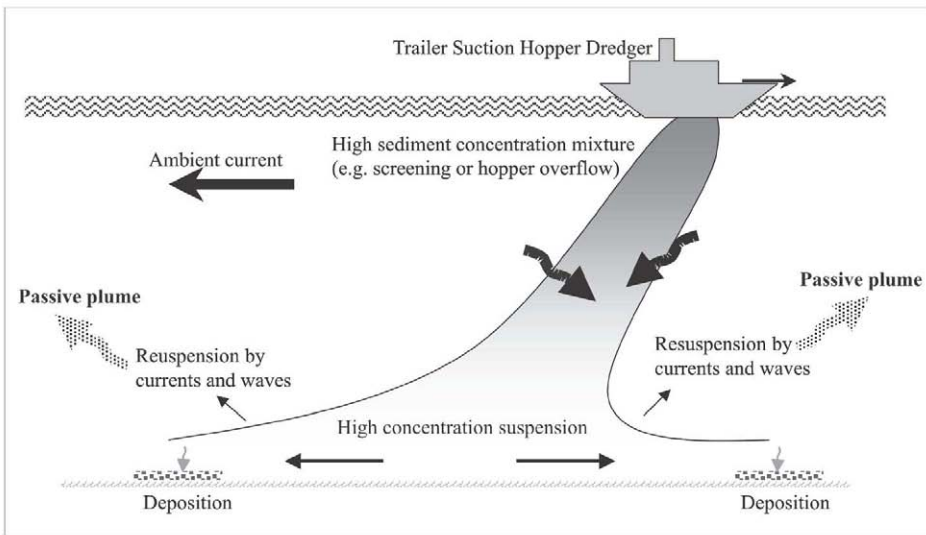 Trailer Suction Hopper Dredger
High sediment concentration mixture
(e.g. screening or hopper overflow)
Ambient current
Passive plume
Passive plume
Reuspension by
currents and waves
Resuspension by
currents and waves
High concentration suspension
Deposition
Deposition